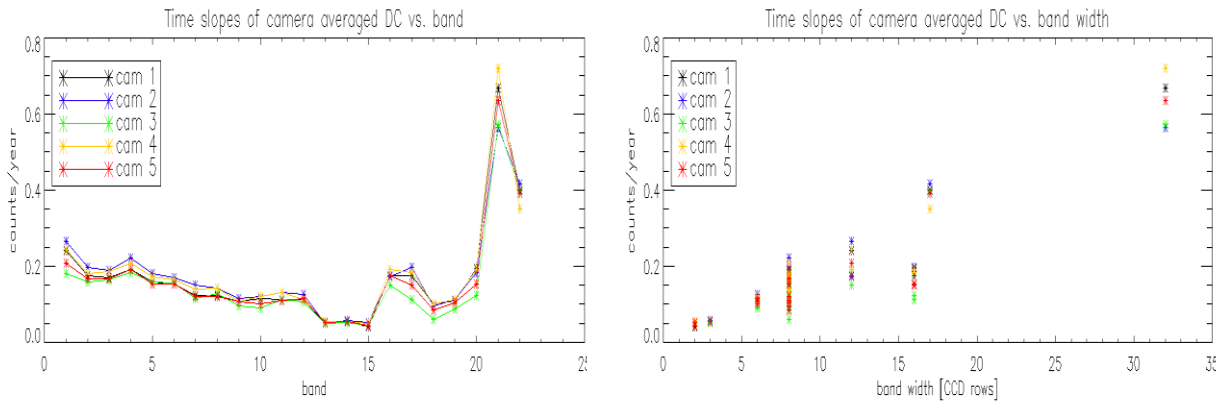 Time slopes of camera averaged DC vs. band
0.8
0.6
0.4
0.2
0.0
counts/year
cam 1
cam 2
cam 3
cam 4
cam 5
0 5 10 15 20 25
band
Time slopes of camera averaged DC vs. band width
0.8
0.6
0.4
0.2
0.0
counts/year
cam 1
cam 2
cam 3
cam 4
cam 5
0 5 10 15 20 25 30 35
band width [CCD rows]